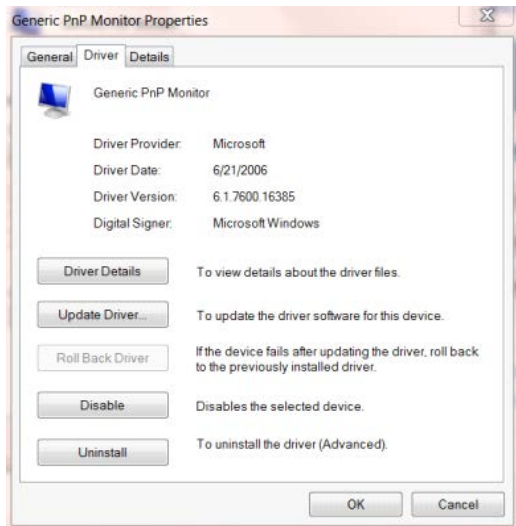 Generic PnP Monitor Properties
General Driver Details
Generic PnP Monitor
Driver Provider: Microsoft
Driver Date: 6/21/2006
Driver Version: 6.1.7600.16385
Digital Signer: Microsoft Windows
Driver Details To view details about the driver files.
Update Driver... To update the driver software for this device.
Roll Back Driver If the device fails after updating the driver, roll back
to the previously installed driver.
Disable Disables the selected device.
Uninstall To uninstall the driver (Advanced).
OK Cancel